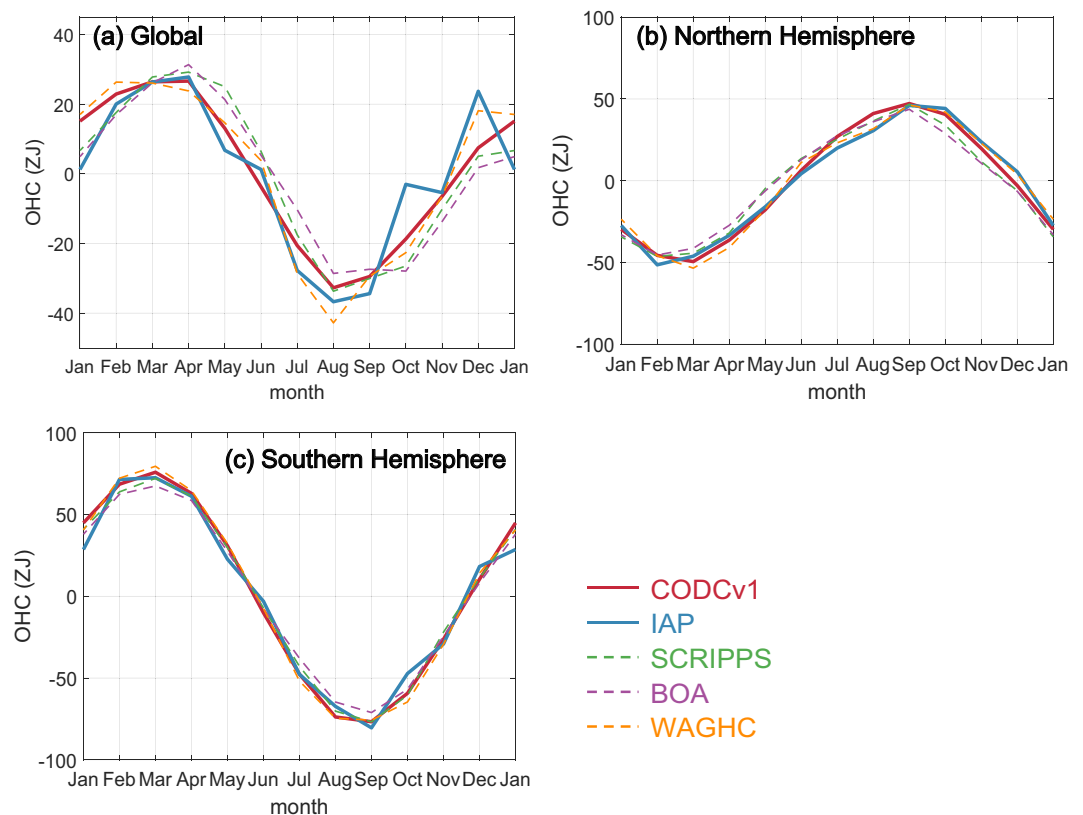 (a) Global
40
20
0
-20
-40
OHC (ZJ)
Jan Feb Mar Apr May Jun Jul Aug Sep Oct Nov Dec Jan
month
(b) Northern Hemisphere
100
50
0
-50
-100
OHC (ZJ)
Jan Feb Mar Apr May Jun Jul Aug Sep Oct Nov Dec Jan
month
(c) Southern Hemisphere
100
50
0
-50
-100
OHC (ZJ)
Jan Feb Mar Apr May Jun Jul Aug Sep Oct Nov Dec Jan
month
CODCv1
IAP
SCRIPPS
BOA
WAGHC